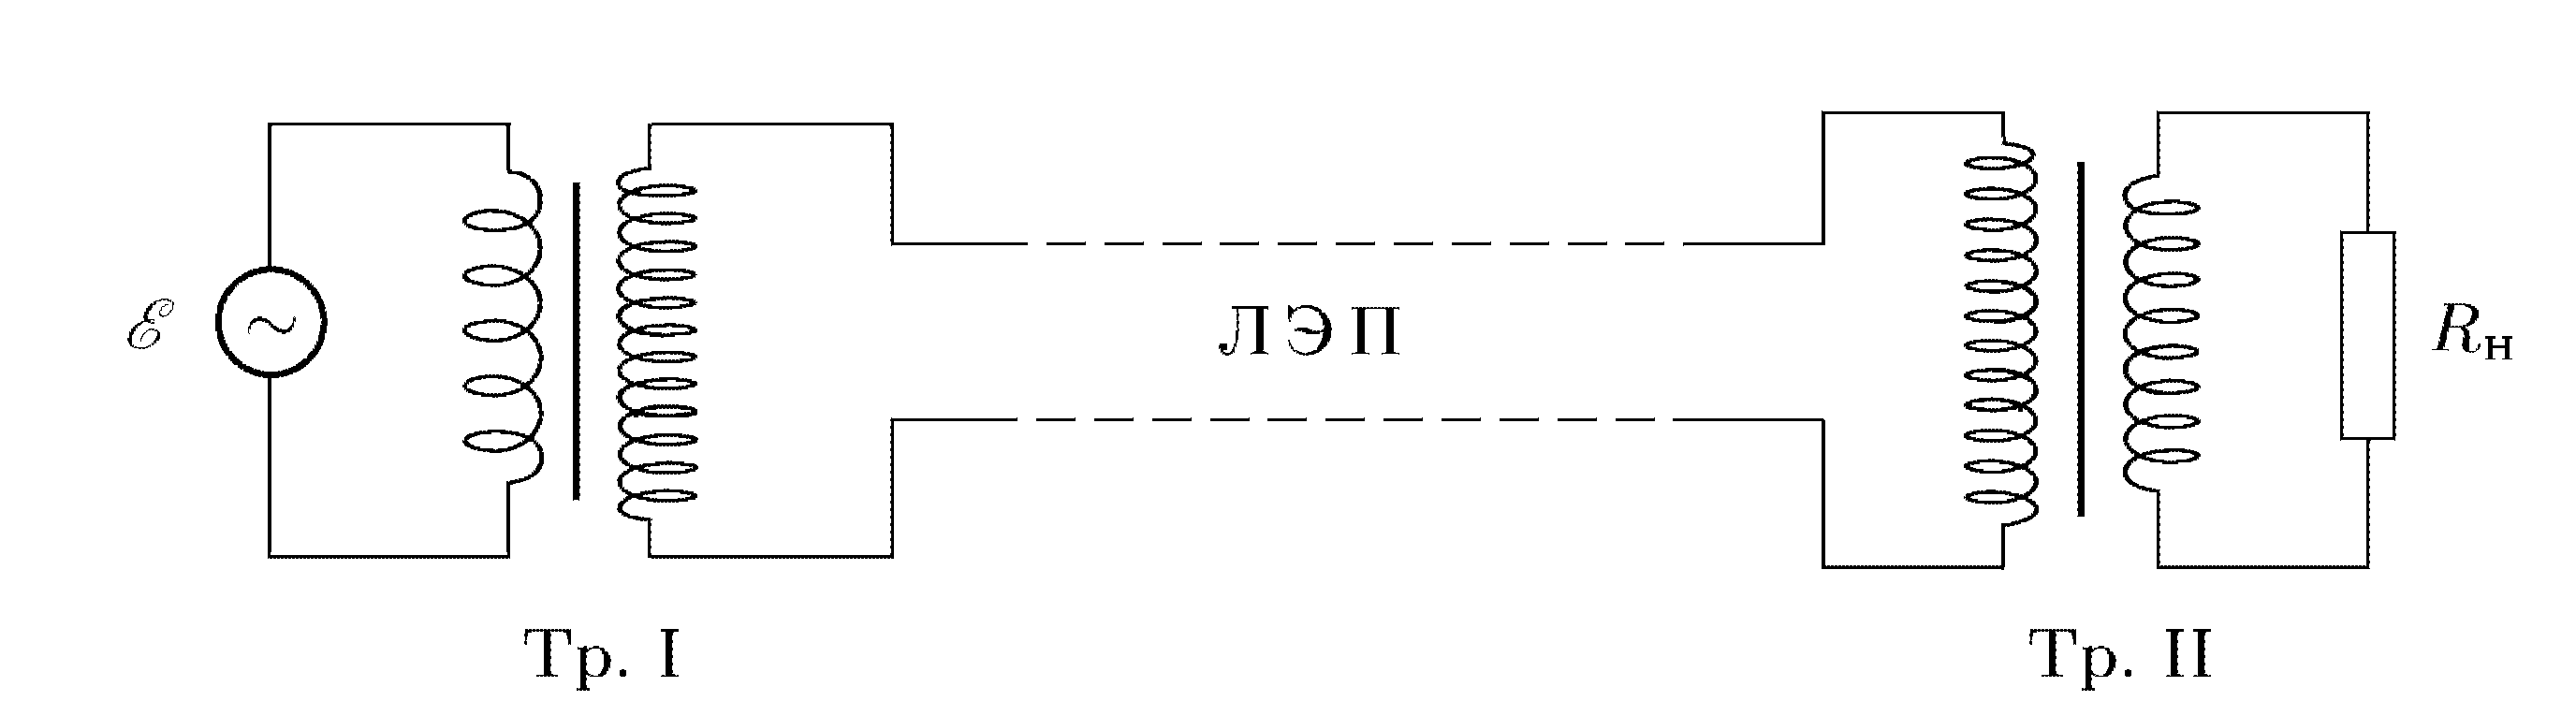 ℰ
~
ЛЭП
Rн
Тр. I
Тр. II